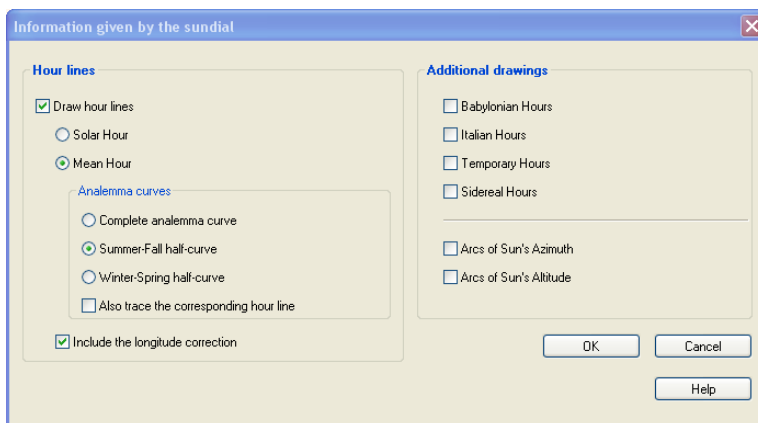 Information given by the sundial
Hour lines
Draw hour lines
Solar Hour
Mean Hour
Analemma curves
Complete analemma curve
Summer-Fall half-curve
Winter-Spring half-curve
Also trace the corresponding hour line
Include the longitude correction
Additional drawings
Babylonian Hours
Italian Hours
Temporary Hours
Sidereal Hours
Arcs of Sun's Azimuth
Arcs of Sun's Altitude
OK
Cancel
Help